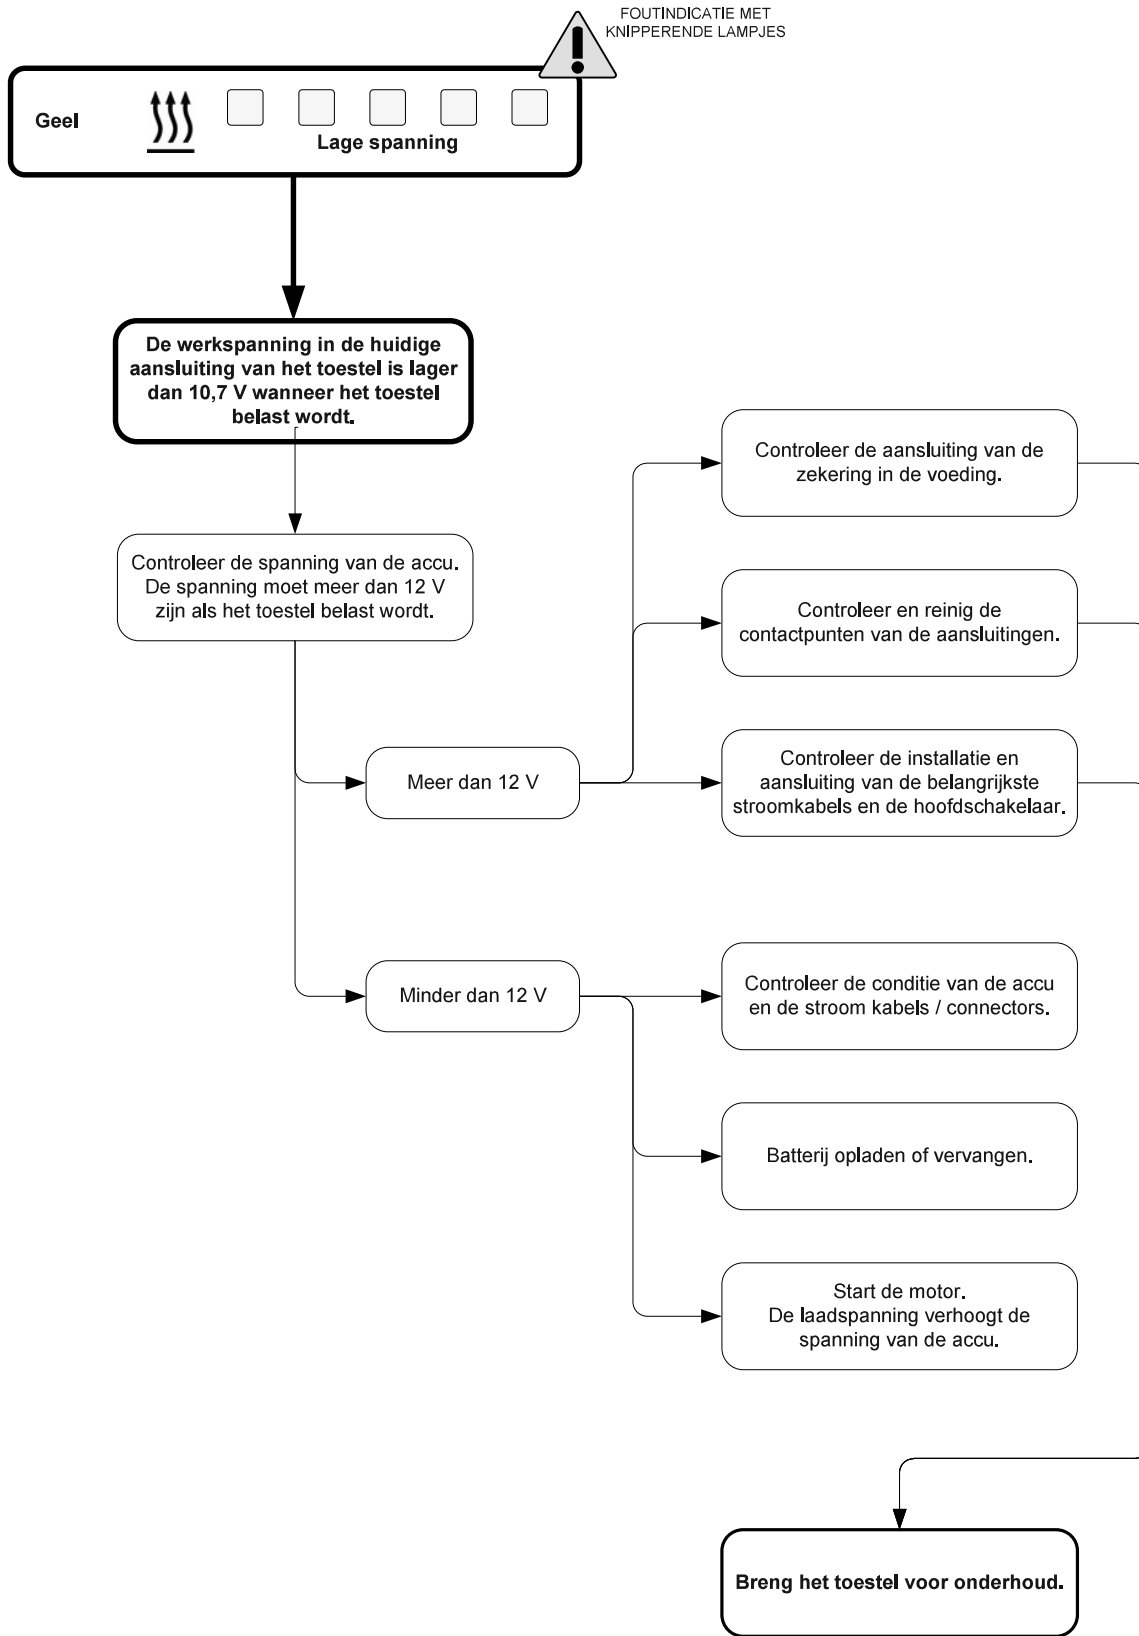 FOUTINDICATIE MET
KNIPPERENDE LAMPJES
Geel
Lage spanning
De werkspanning in de huidige
aansluiting van het toestel is lager
dan 10,7 V wanneer het toestel
belast wordt.
Controleer de spanning van de accu.
De spanning moet meer dan 12 V
zijn als het toestel belast wordt.
Controleer de aansluiting van de
zekering in de voeding.
Controleer en reinig de
contactpunten van de aansluitingen.
Meer dan 12 V
Controleer de installatie en
aansluiting van de belangrijkste
stroomkabels en de hoofdschakelaar.
Minder dan 12 V
Controleer de conditie van de accu
en de stroom kabels / connectors.
Batterij opladen of vervangen.
Start de motor.
De laadspanning verhoogt de
spanning van de accu.
Breng het toestel voor onderhoud.